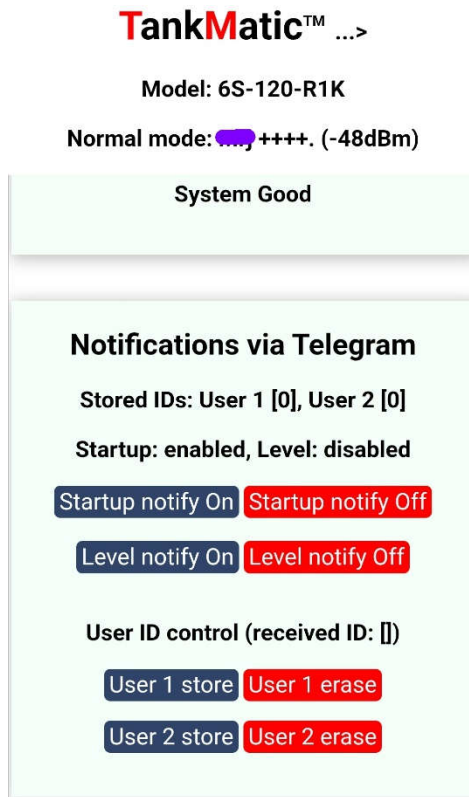 TankMatic™ ...>
Model: 6S-120-R1K
Normal mode: ++++. (-48dBm)
System Good
Notifications via Telegram
Stored IDs: User 1 [0], User 2 [0]
Startup: enabled, Level: disabled
Startup notify On Startup notify Off
Level notify On Level notify Off
User ID control (received ID: [])
User 1 store User 1 erase
User 2 store User 2 erase